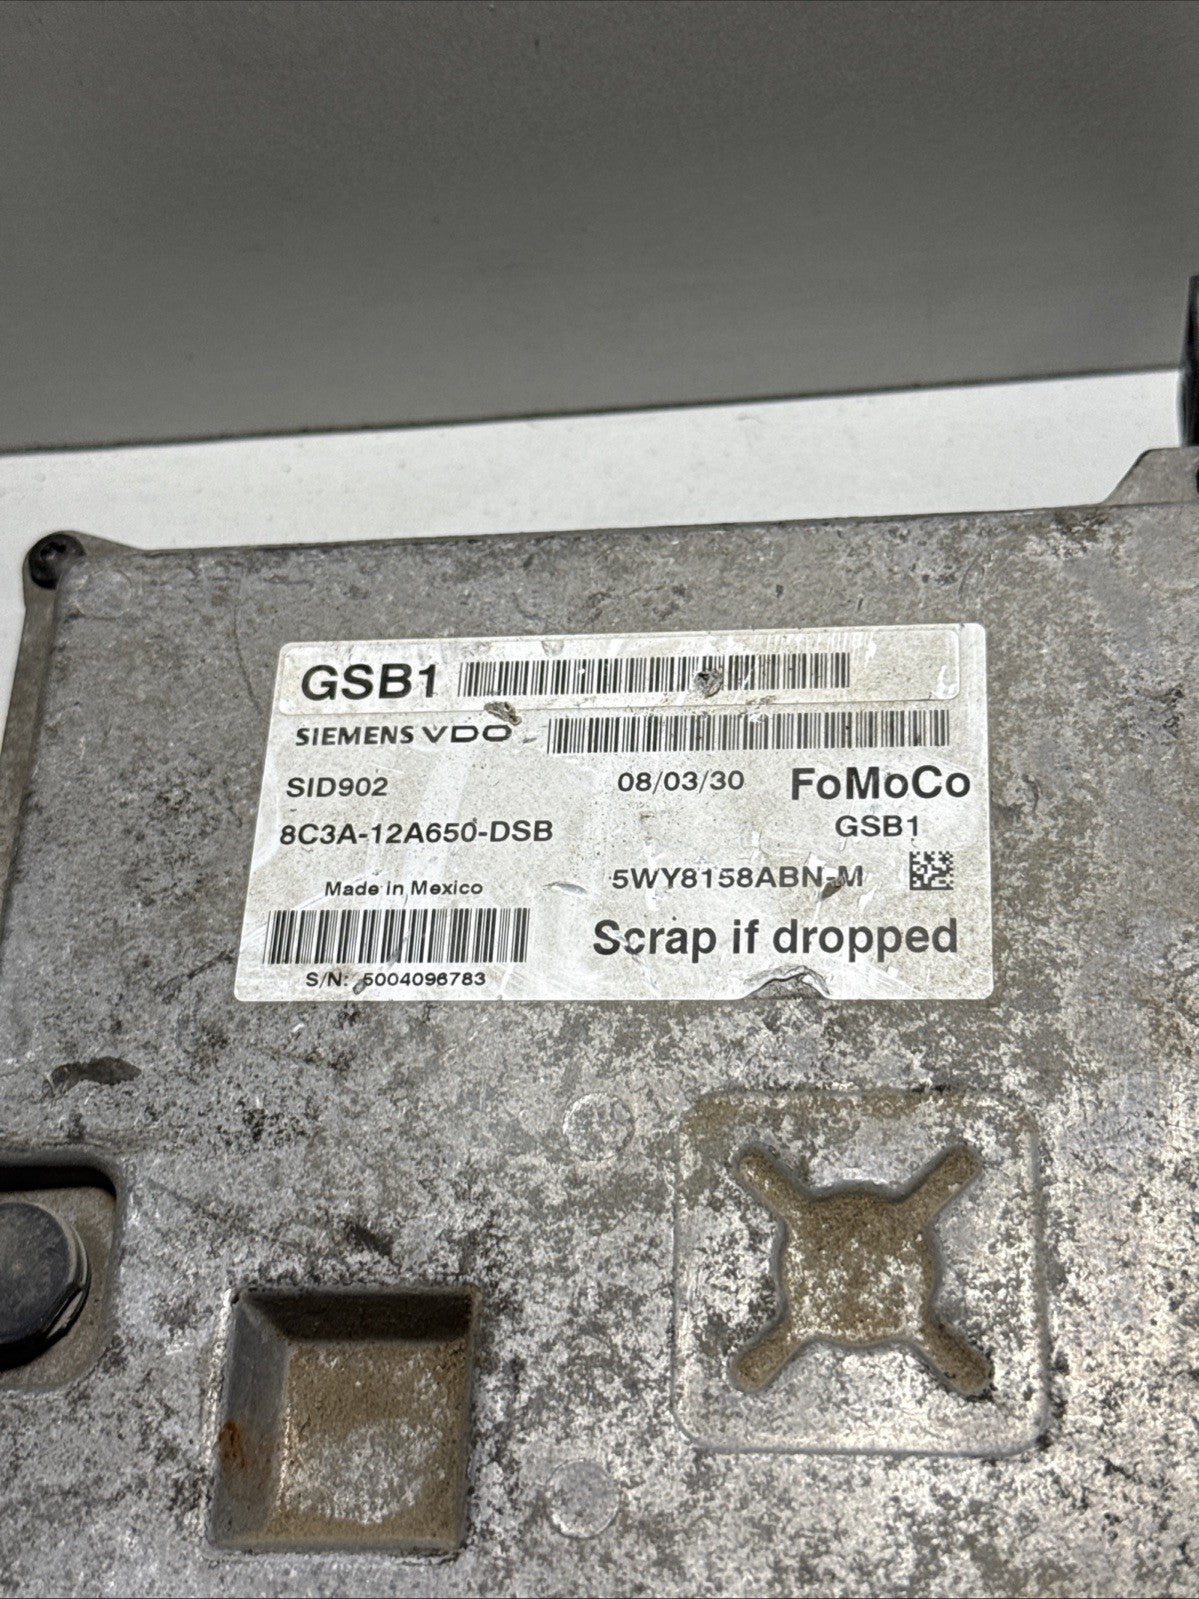 GSB1
SIEMENS VDO
SID902
08/03/30
FoMoCo
8C3A-12A650-DSB
GSB1
5WY8158ABN-M
Made in Mexico
Scrap if dropped
S/N: 5004096783